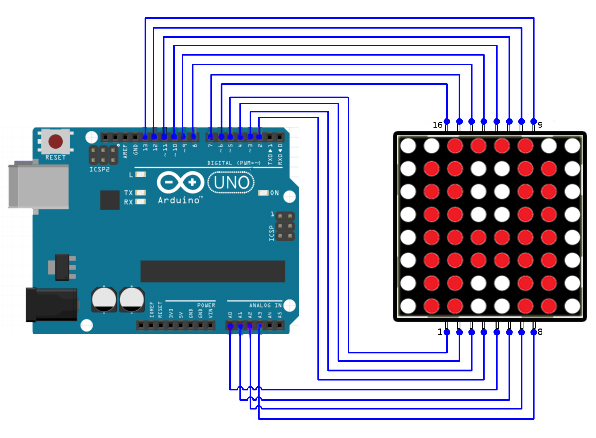 16 9
RESET
ICSP2
AREF
GND
13
12
~11
~10
~9
8
7
~6
~5
4
~3
2
TX0▶1
RX0◀0
DIGITAL (PWM=~)
L
TX
RX
UNO
Arduino™
ON
1
ICSP
IOREF
RESET
3V3
5V
GND
GND
VIN
POWER
ANALOG IN
A0
A1
A2
A3
A4
A5
1 8